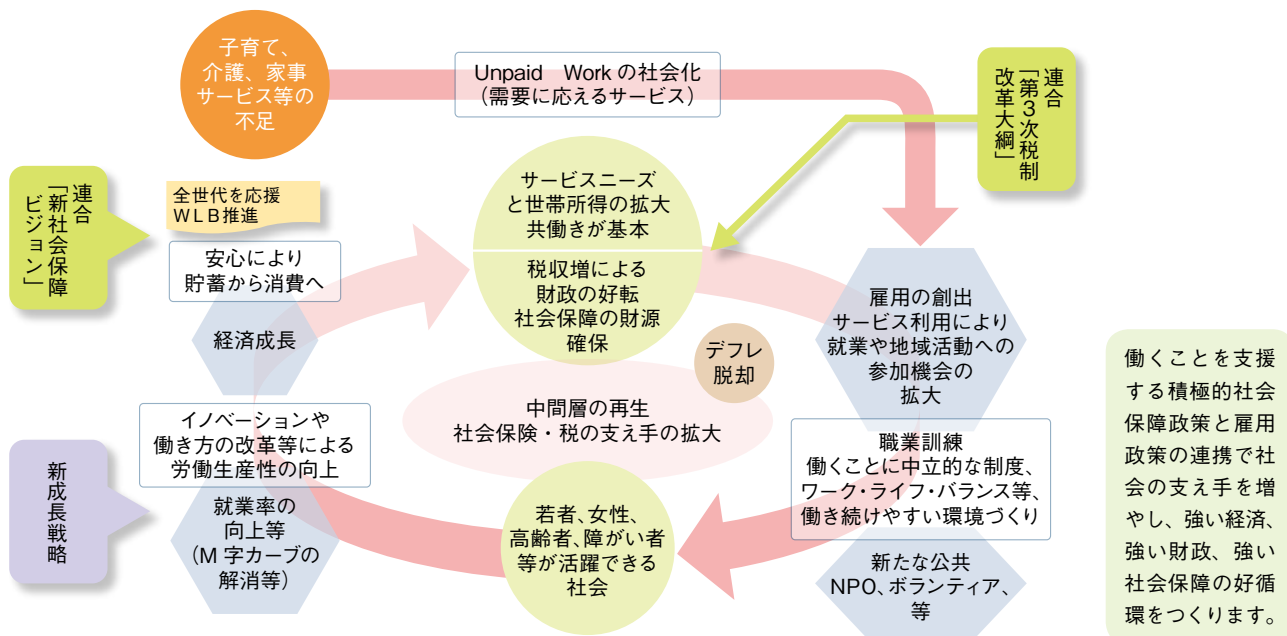 子育て、
介護、家事
サービス等の
不足
Unpaid Work の社会化
（需要に応えるサービス）
連合
「第３次税制
改革大綱」
連合
「新社会保障
ビジョン」
全世代を応援
WLB推進
安心により
貯蓄から消費へ
サービスニーズ
と世帯所得の拡大
共働きが基本
税収増による
財政の好転
社会保障の財源
確保
経済成長
デフレ
脱却
雇用の創出
サービス利用により
就業や地域活動への
参加機会の
拡大
中間層の再生
社会保険・税の支え手の拡大
イノベーションや
働き方の改革等による
労働生産性の向上
職業訓練
働くことに中立的な制度、
ワーク・ライフ・バランス等、
働き続けやすい環境づくり
新成長戦略
就業率の
向上等
（M 字カーブの
解消等）
若者、女性、
高齢者、障がい者
等が活躍できる
社会
新たな公共
NPO、ボランティア、
等
働くことを支援
する積極的社会
保障政策と雇用
政策の連携で社
会の支え手を増
やし、強い経済、
強い財政、強い
社会保障の好循
環をつくります。